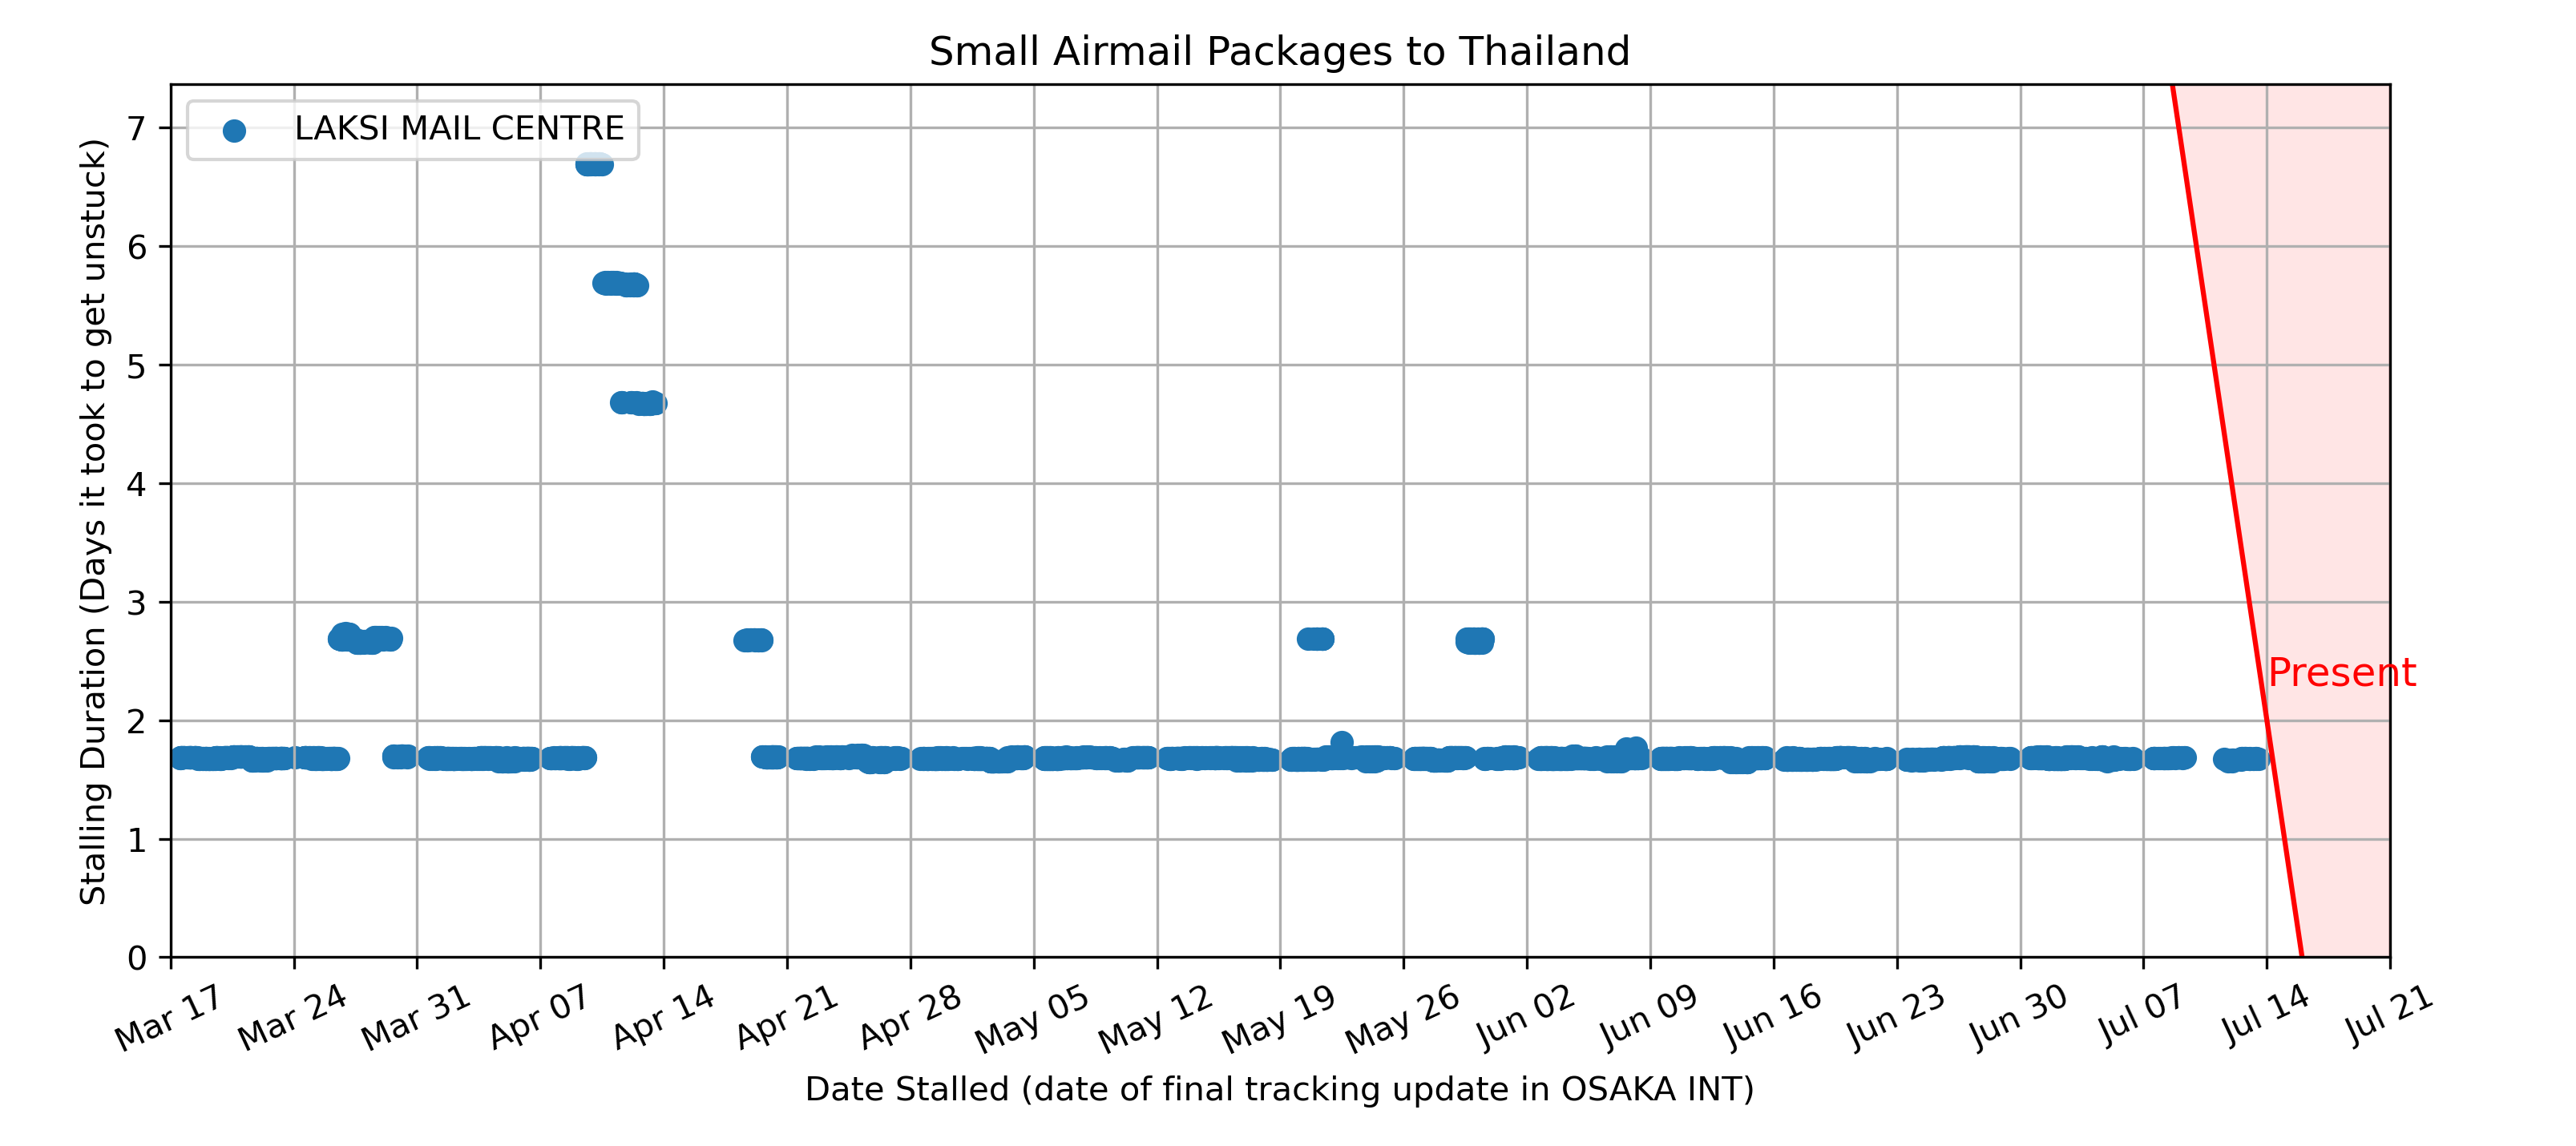 Small Airmail Packages to Thailand
LAKSI MAIL CENTRE
Stalling Duration (Days it took to get unstuck)
7
6
5
4
3
2
1
0
Present
Mar 17 Mar 24 Mar 31 Apr 07 Apr 14 Apr 21 Apr 28 May 05 May 12 May 19 May 26 Jun 02 Jun 09 Jun 16 Jun 23 Jun 30 Jul 07 Jul 14 Jul 21
Date Stalled (date of final tracking update in OSAKA INT)